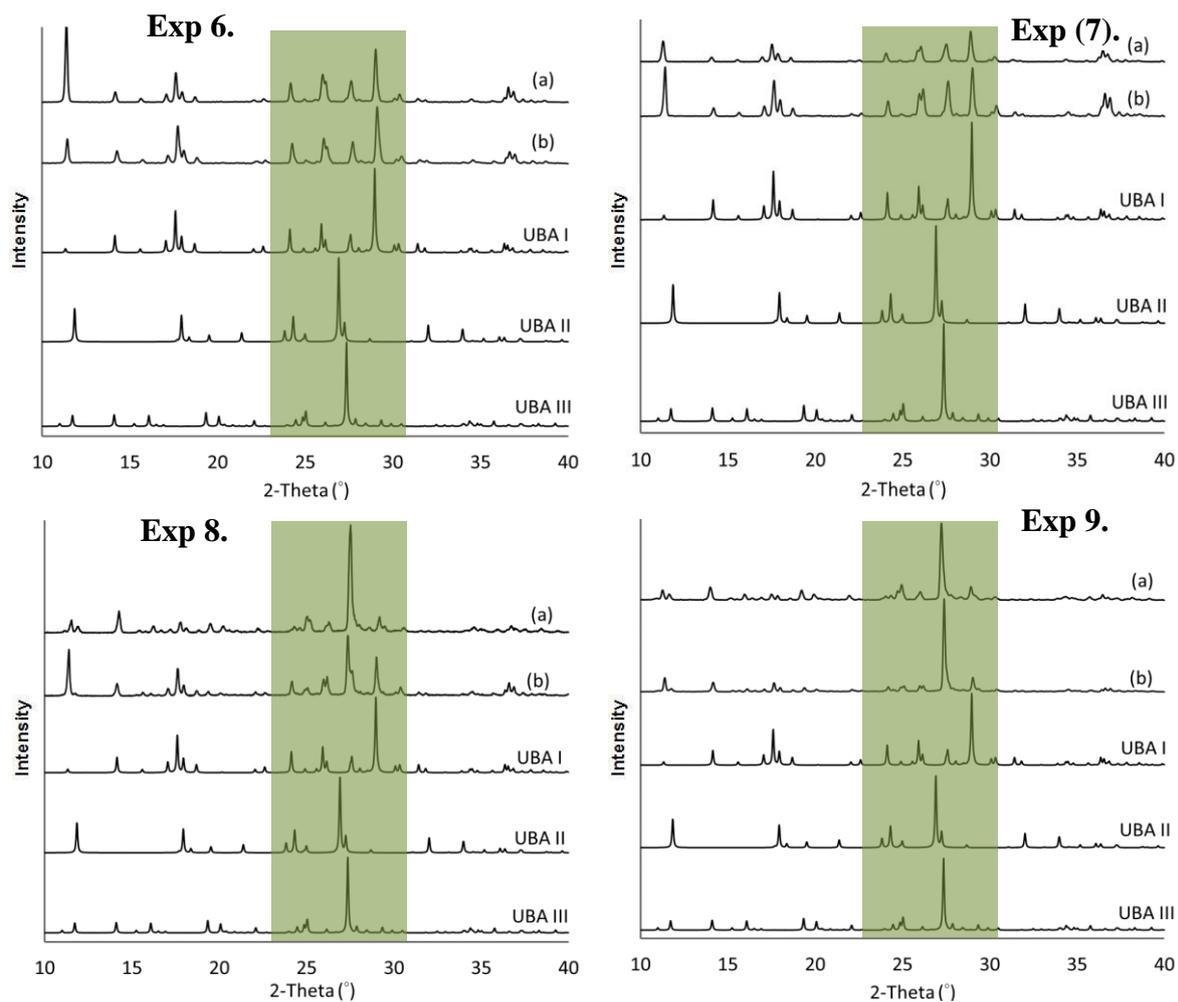 Exp 6.
(a)
(b)
UBA I
UBA II
UBA III
Intensity
10 15 20 25 30 35 40
2-Theta (°)
Exp (7).
(a)
(b)
UBA I
UBA II
UBA III
Intensity
10 15 20 25 30 35 40
2-Theta (°)
Exp 8.
(a)
(b)
UBA I
UBA II
UBA III
Intensity
10 15 20 25 30 35 40
2-Theta (°)
Exp 9.
(a)
(b)
UBA I
UBA II
UBA III
Intensity
10 15 20 25 30 35 40
2-Theta (°)